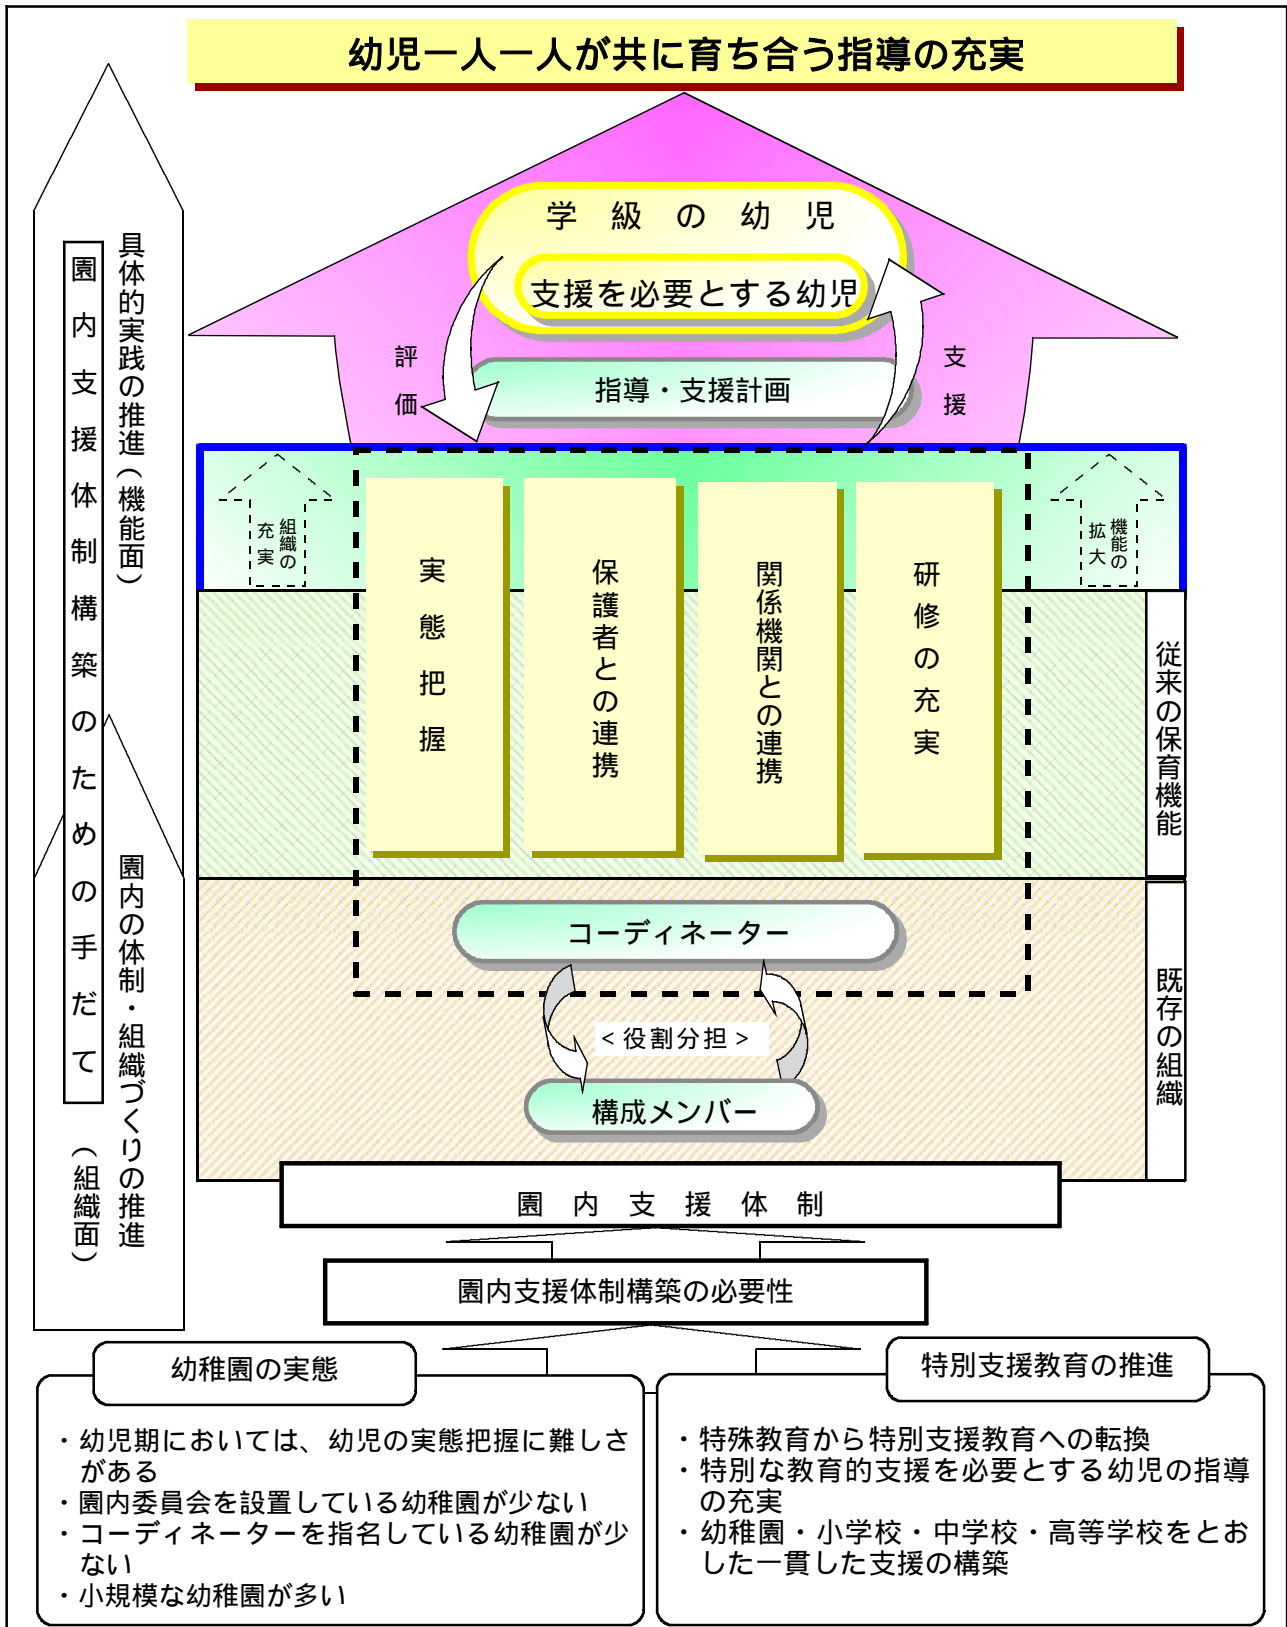 幼児一人一人が共に育ち合う指導の充実
具体的実践の推進（機能面）
園内支援体制構築のための手だて
園内の体制・組織づくりの推進
（組織面）
学級の幼児
支援を必要とする幼児
評価
支援
指導・支援計画
組織の
充実
機能の
拡大
実態把握
保護者との連携
関係機関との連携
研修の充実
従来の保育機能
コーディネーター
＜役割分担＞
構成メンバー
既存の組織
園内支援体制
園内支援体制構築の必要性
幼稚園の実態
・幼児期においては、幼児の実態把握に難しさ
がある
・園内委員会を設置している幼稚園が少ない
・コーディネーターを指名している幼稚園が少
ない
・小規模な幼稚園が多い
特別支援教育の推進
・特殊教育から特別支援教育への転換
・特別な教育的支援を必要とする幼児の指導
の充実
・幼稚園・小学校・中学校・高等学校をとお
した一貫した支援の構築